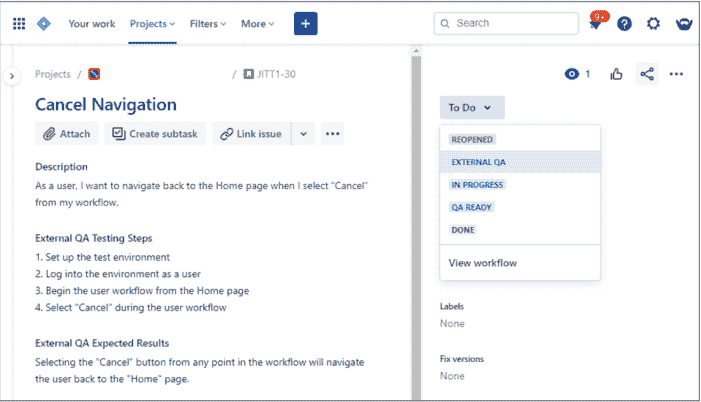 Your work Projects Filters More + Search 9+ ?
Projects / / JITT1-30
1
Cancel Navigation
To Do
Attach Create subtask Link issue
REOPENED
EXTERNAL QA
IN PROGRESS
QA READY
DONE
View workflow
Description
As a user, I want to navigate back to the Home page when I select "Cancel"
from my workflow.
External QA Testing Steps
1. Set up the test environment
2. Log into the environment as a user
3. Begin the user workflow from the Home page
4. Select "Cancel" during the user workflow
External QA Expected Results
Selecting the "Cancel" button from any point in the workflow will navigate
the user back to the "Home" page.
Labels
None
Fix versions
None